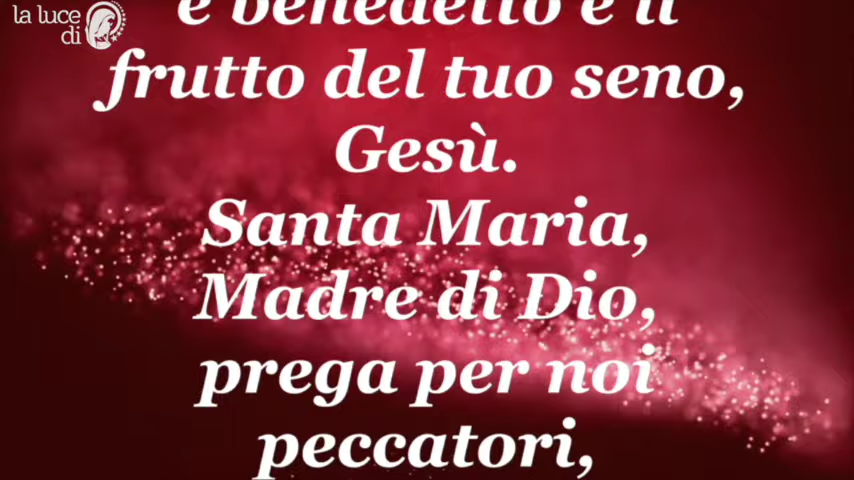 la luce
di
e benedetto è il
frutto del tuo seno,
Gesù.
Santa Maria,
Madre di Dio,
prega per noi
peccatori,